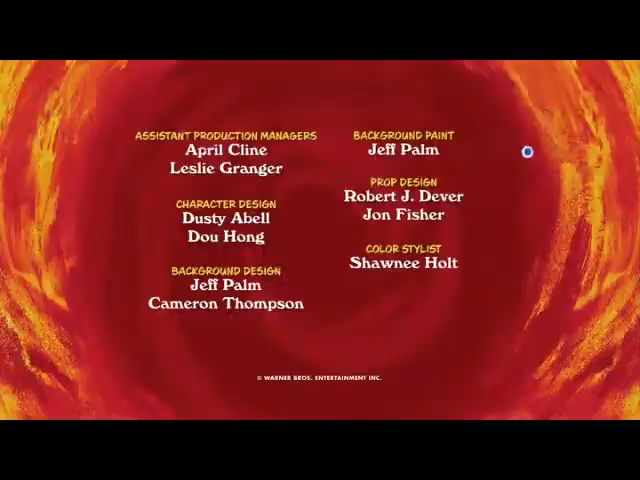 ASSISTANT PRODUCTION MANAGERS
April Cline
Leslie Granger
CHARACTER DESIGN
Dusty Abell
Dou Hong
BACKGROUND DESIGN
Jeff Palm
Cameron Thompson
BACKGROUND PAINT
Jeff Palm
PROP DESIGN
Robert J. Dever
Jon Fisher
COLOR STYLIST
Shawnee Holt
© WARNER BROS. ENTERTAINMENT INC.